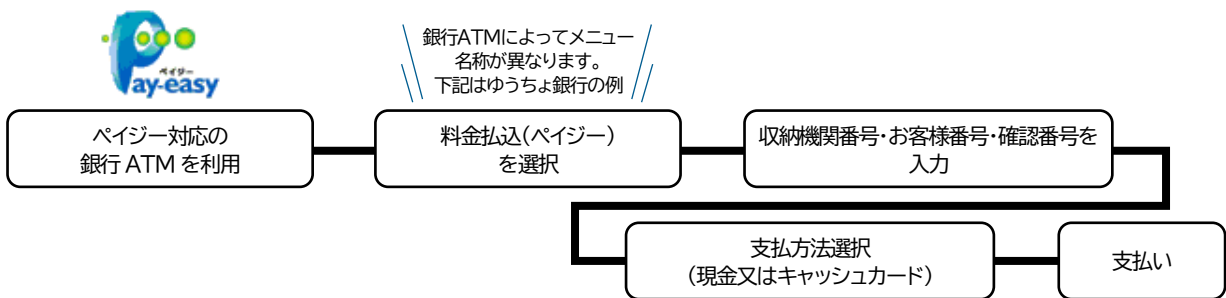 ペイジー
Pay-easy
銀行ATMによってメニュー
名称が異なります。
下記はゆうちょ銀行の例
ペイジー対応の
銀行 ATM を利用
料金払込(ペイジー)
を選択
収納機関番号・お客様番号・確認番号を
入力
支払方法選択
(現金又はキャッシュカード)
支払い